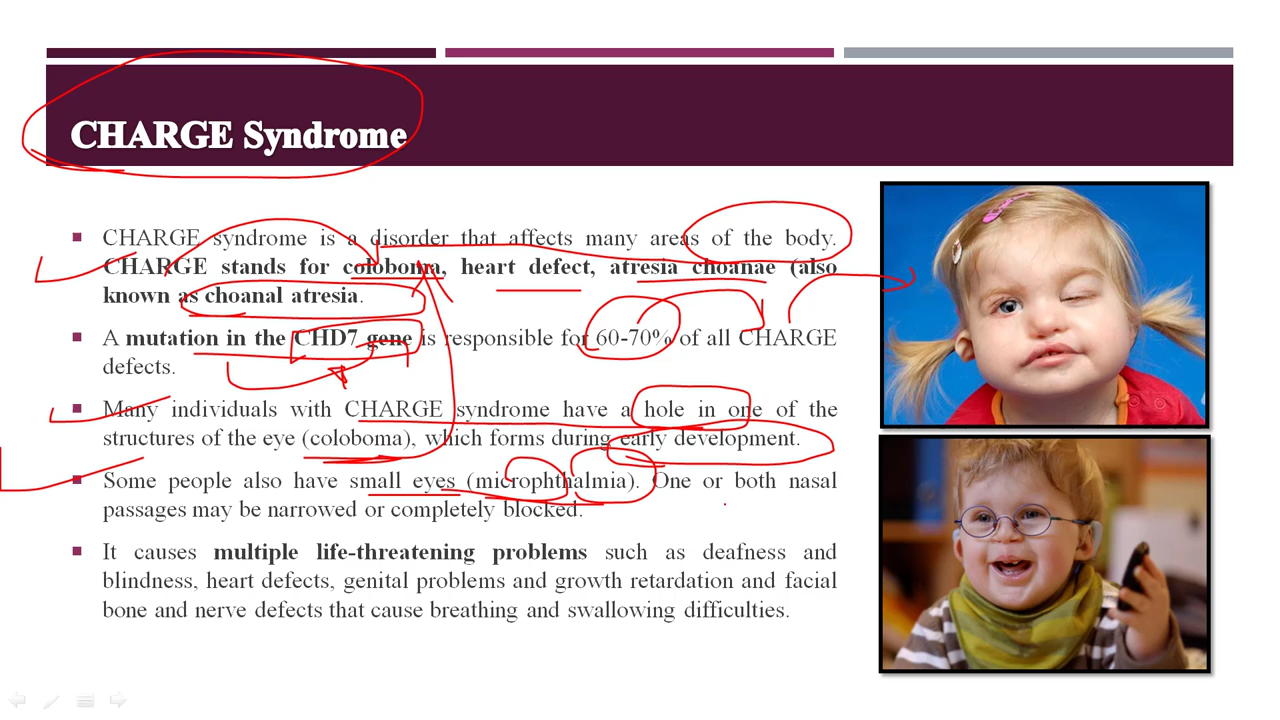 CHARGE Syndrome
CHARGE syndrome is a disorder that affects many areas of the body.
CHARGE stands for coloboma, heart defect, atresia choanae (also
known as choanal atresia.
A mutation in the CHD7 gene is responsible for 60-70% of all CHARGE
defects.
Many individuals with CHARGE syndrome have a hole in one of the
structures of the eye (coloboma), which forms during early development.
Some people also have small eyes (microphthalmia). One or both nasal
passages may be narrowed or completely blocked.
It causes multiple life-threatening problems such as deafness and
blindness, heart defects, genital problems and growth retardation and facial
bone and nerve defects that cause breathing and swallowing difficulties.